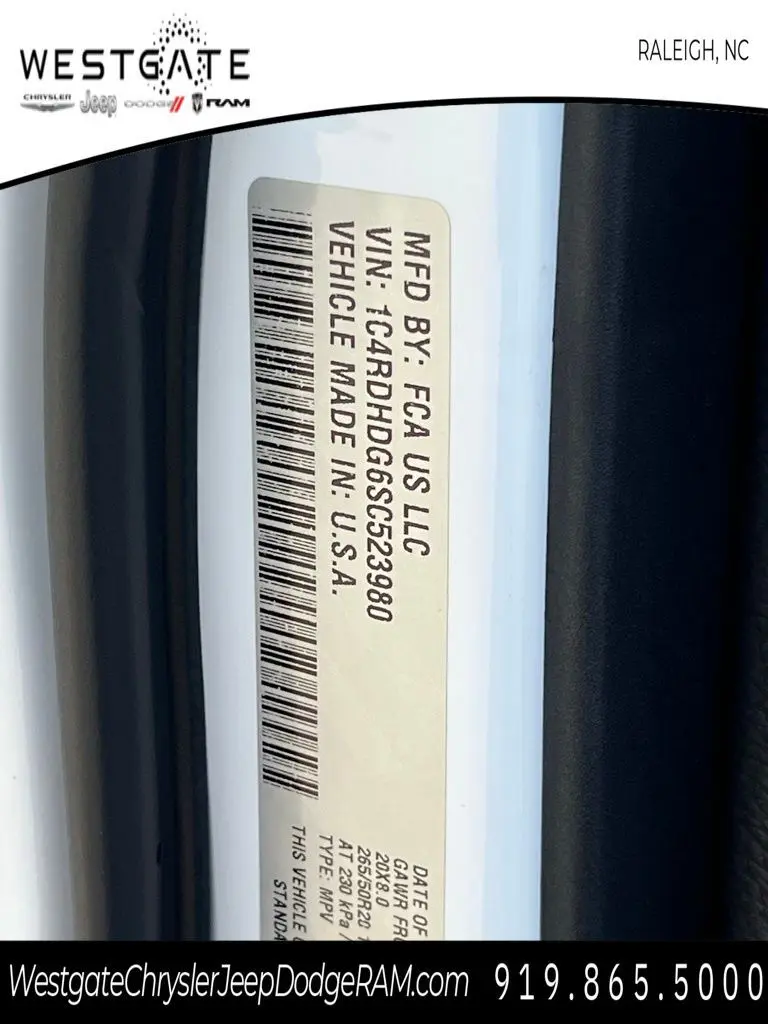 WESTGATE
CHRYSLER Jeep DODGE RAM
RALEIGH, NC
MFD BY: FCA US LLC
VIN: 1C4RDHDG6SC523980
VEHICLE MADE IN: U.S.A.
DATE OF
GAWR FR
20X8.0
265/50R20
AT 230 kPa /
TYPE: MPV
THIS VEHICLE
STANDA
WestgateChryslerJeepDodgeRAM.com 919.865.5000